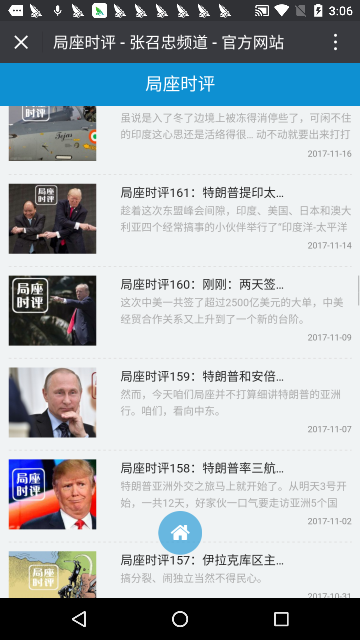 3:06
局座时评 - 张召忠频道 - 官方网站
局座时评
局座
时评
Tejas
虽说是入了冬了边境上被冻得消停些了，可闲不住
的印度这心思还是活络得很... 动不动就要出来打打
2017-11-16
局座
时评
局座时评161：特朗普提印太...
趁着这次东盟峰会间隙，印度、美国、日本和澳大
利亚四个经常搞事的小伙伴举行了“印度洋-太平洋
2017-11-14
局座
时评
局座时评160：刚刚：两天签...
这次中美一共签了超过2500亿美元的大单，中美
经贸合作关系又上升到了一个新的台阶。
2017-11-09
局座时评159：特朗普和安倍...
然而，今天咱们局座并不打算细讲特朗普的亚洲
行。咱们，看向中东。
2017-11-07
局座
时评
局座时评158：特朗普率三航...
特朗普亚洲外交之旅马上就开始了。从明天3号开
始，一共12天，好家伙一口气要走访亚洲5个国
2017-11-02
局座
时评
局座时评157：伊拉克库区主...
搞分裂、闹独立当然不得民心。
2017-10-31